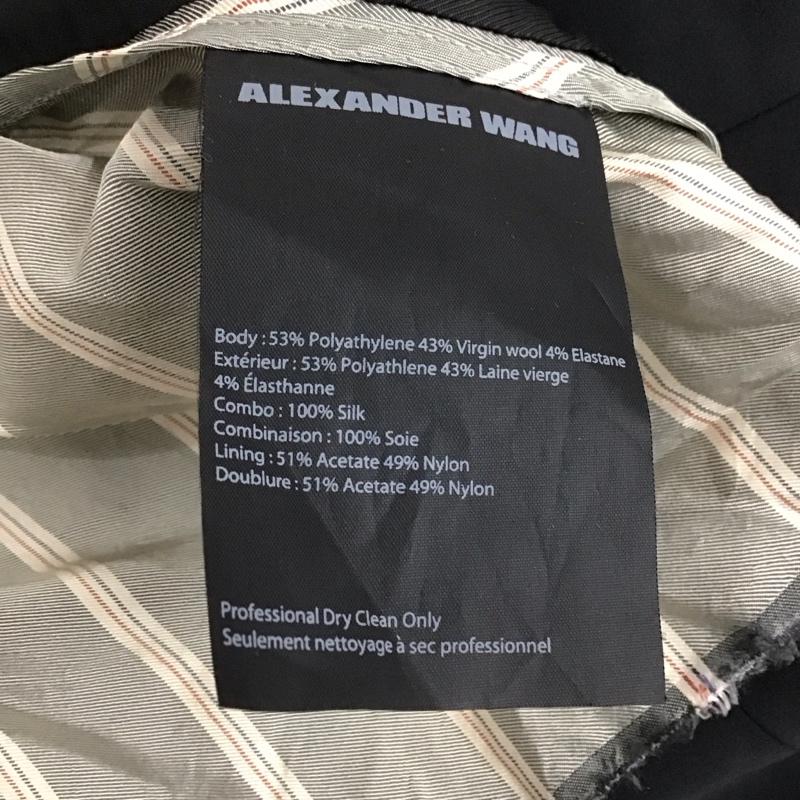 ALEXANDER WANG
Body : 53% Polyathylene 43% Virgin wool 4% Elastane
Extérieur : 53% Polyathlene 43% Laine vierge
4% Élasthanne
Combo : 100% Silk
Combinaison : 100% Soie
Lining : 51% Acetate 49% Nylon
Doublure : 51% Acetate 49% Nylon
Professional Dry Clean Only
Seulement nettoyage à sec professionnel